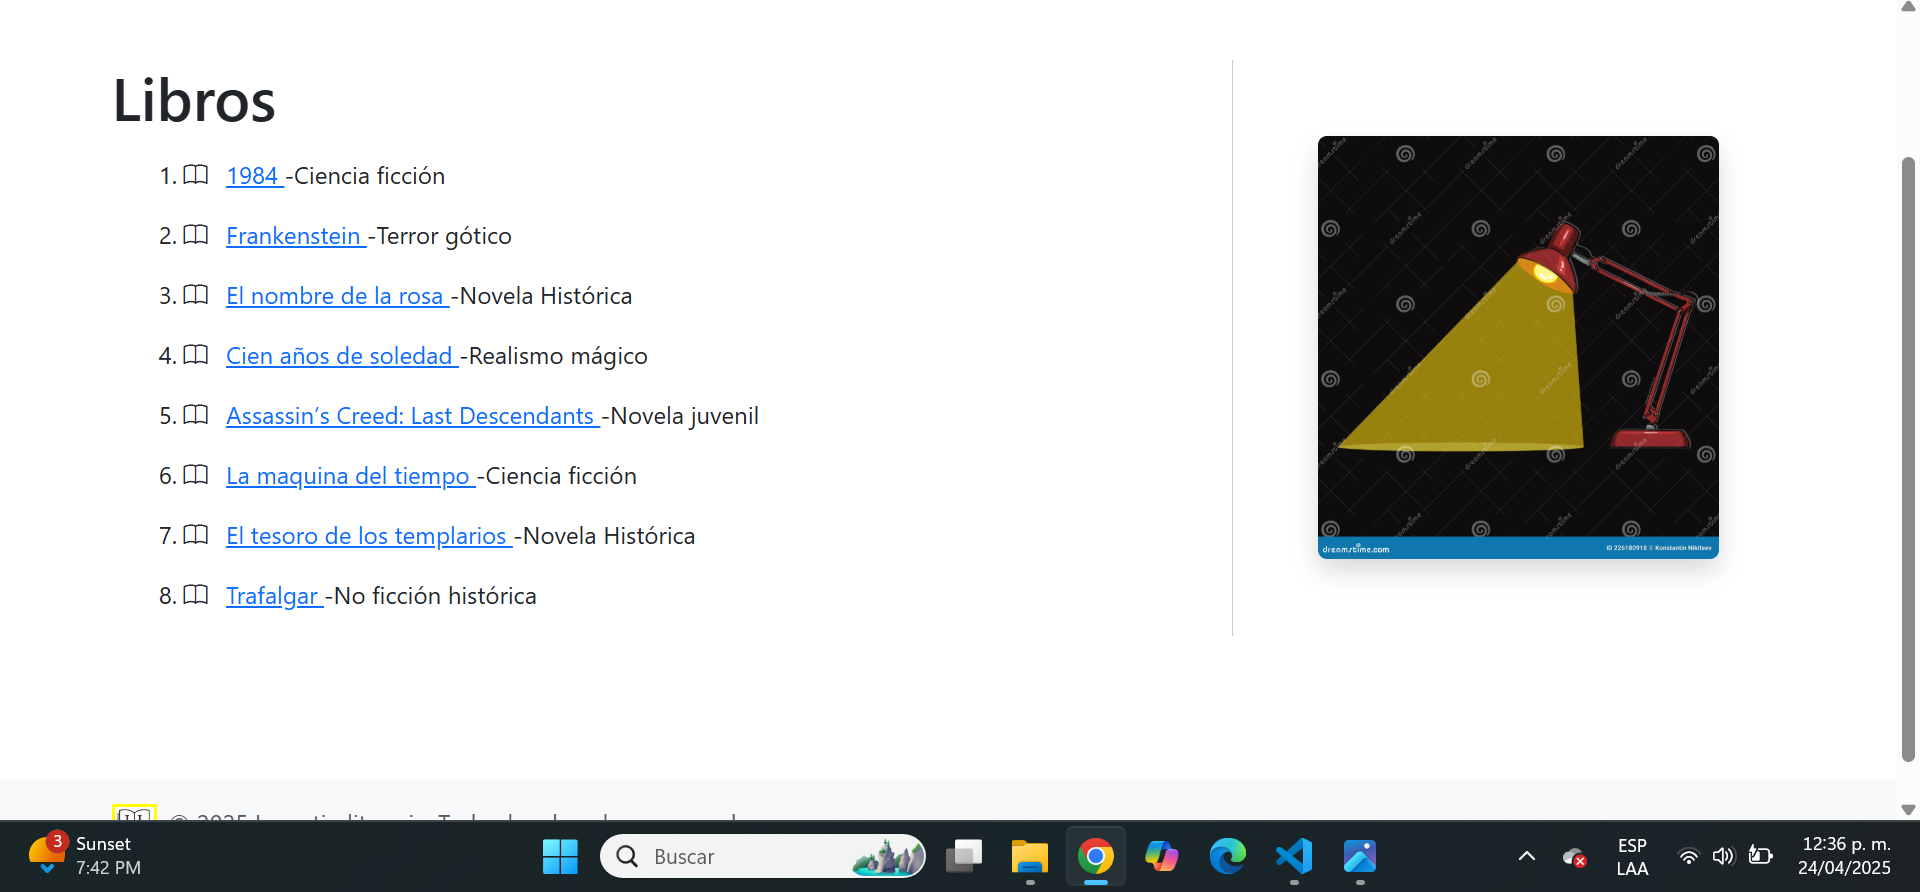 Libros
1. 1984 -Ciencia ficción
2. Frankenstein -Terror gótico
3. El nombre de la rosa -Novela Histórica
4. Cien años de soledad -Realismo mágico
5. Assassin’s Creed: Last Descendants -Novela juvenil
6. La maquina del tiempo -Ciencia ficción
7. El tesoro de los templarios -Novela Histórica
8. Trafalgar -No ficción histórica
dreamstime
dreamstime.com
ID 226180918 © Konstantin Nikiteev
© 2025
3
Sunset
7:42 PM
Buscar
ESP
LAA
12:36 p. m.
24/04/2025